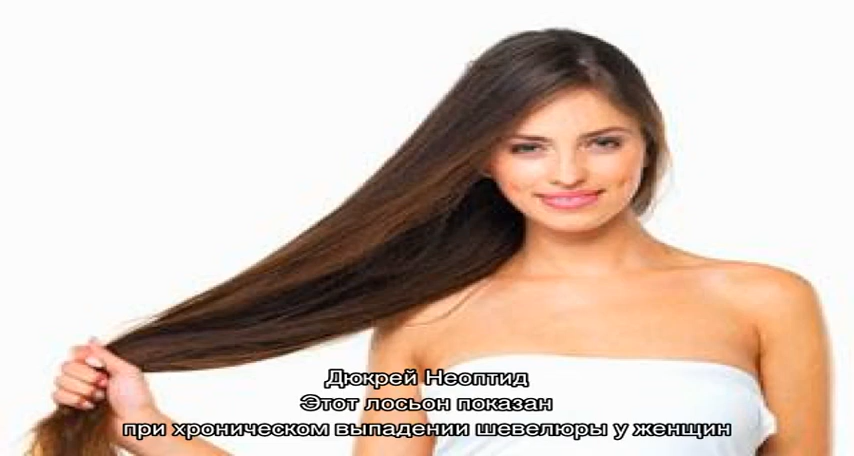 Дюкрей Неоптид
Этот лосьон показан
при хроническом выпадении шевелюры у женщин